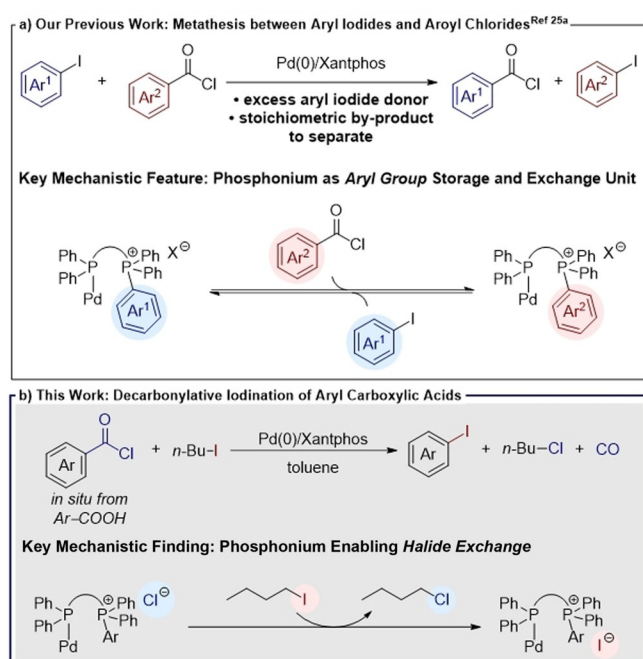 a) Our Previous Work: Metathesis between Aryl Iodides and Aroyl Chlorides Ref 25a
Ar1 I + Ar2 O Cl Pd(0)/Xantphos Ar1 O Cl + Ar2 I
• excess aryl iodide donor
• stoichiometric by-product
to separate
Key Mechanistic Feature: Phosphonium as Aryl Group Storage and Exchange Unit
Ph P Ph Pd ⊕ P Ph Ph Ar1 X⊖
Ar2 O Cl
Ar1 I
Ph P Ph Pd ⊕ P Ph Ph Ar2 X⊖
b) This Work: Decarbonylative Iodination of Aryl Carboxylic Acids
Ar O Cl + n-Bu-I Pd(0)/Xantphos Ar I + n-Bu-Cl + CO
toluene
in situ from
Ar-COOH
Key Mechanistic Finding: Phosphonium Enabling Halide Exchange
Ph P Ph Pd ⊕ P Ph Ph Ar Cl⊖
I Cl
Ph P Ph Pd ⊕ P Ph Ph Ar I⊖